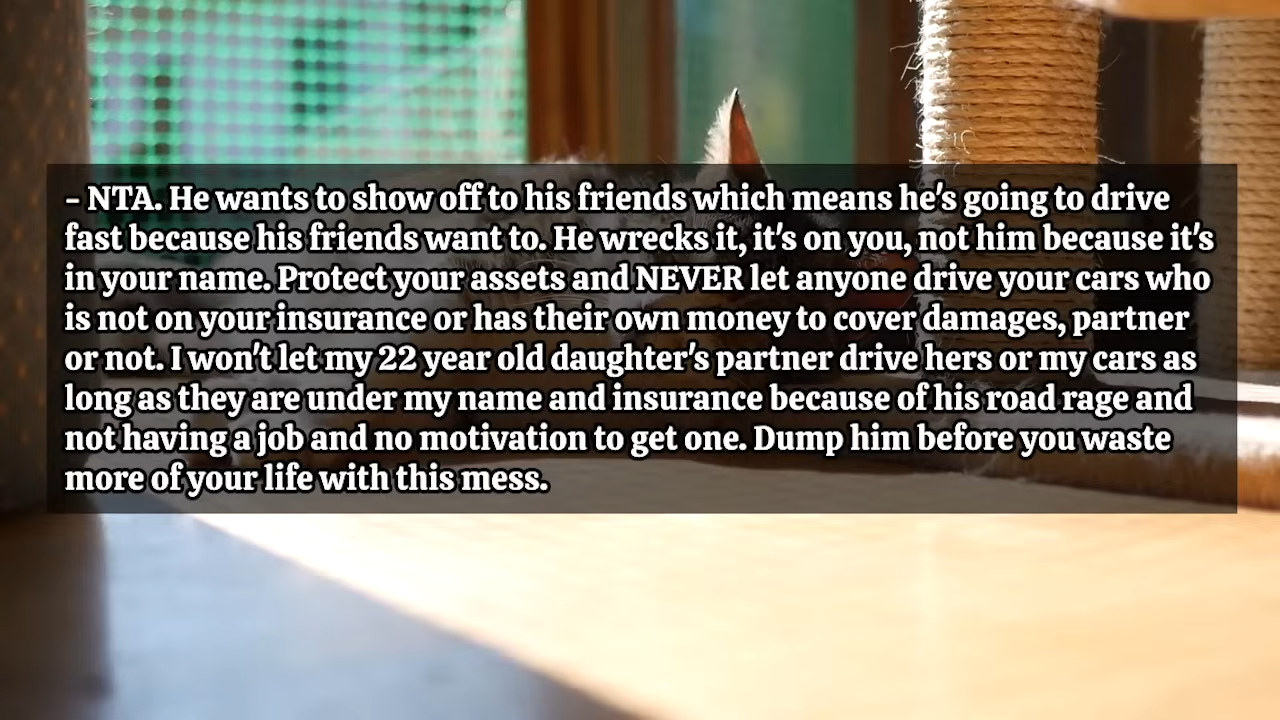 - NTA. He wants to show off to his friends which means he's going to drive
fast because his friends want to. He wrecks it, it's on you, not him because it's
in your name. Protect your assets and NEVER let anyone drive your cars who
is not on your insurance or has their own money to cover damages, partner
or not. I won't let my 22 year old daughter's partner drive hers or my cars as
long as they are under my name and insurance because of his road rage and
not having a job and no motivation to get one. Dump him before you waste
more of your life with this mess.